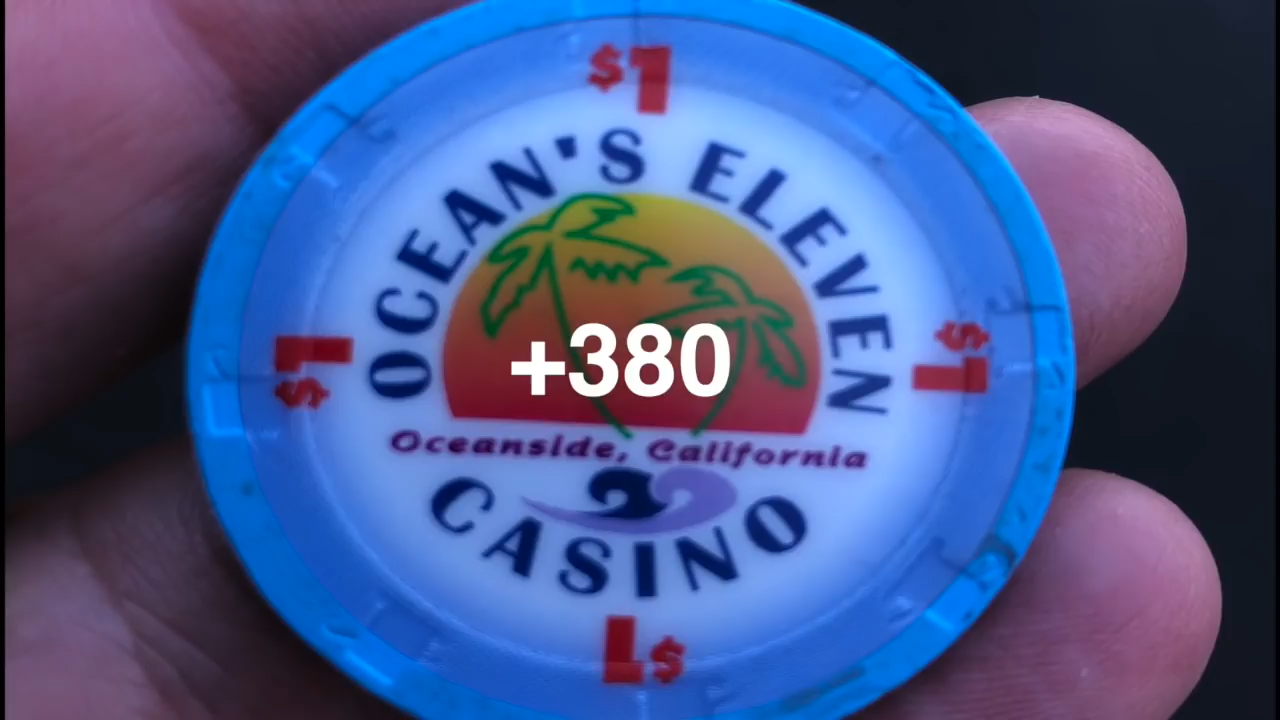 $1
OCEAN'S ELEVEN
$1
$1
+380
Oceanside, California
CASINO
$1